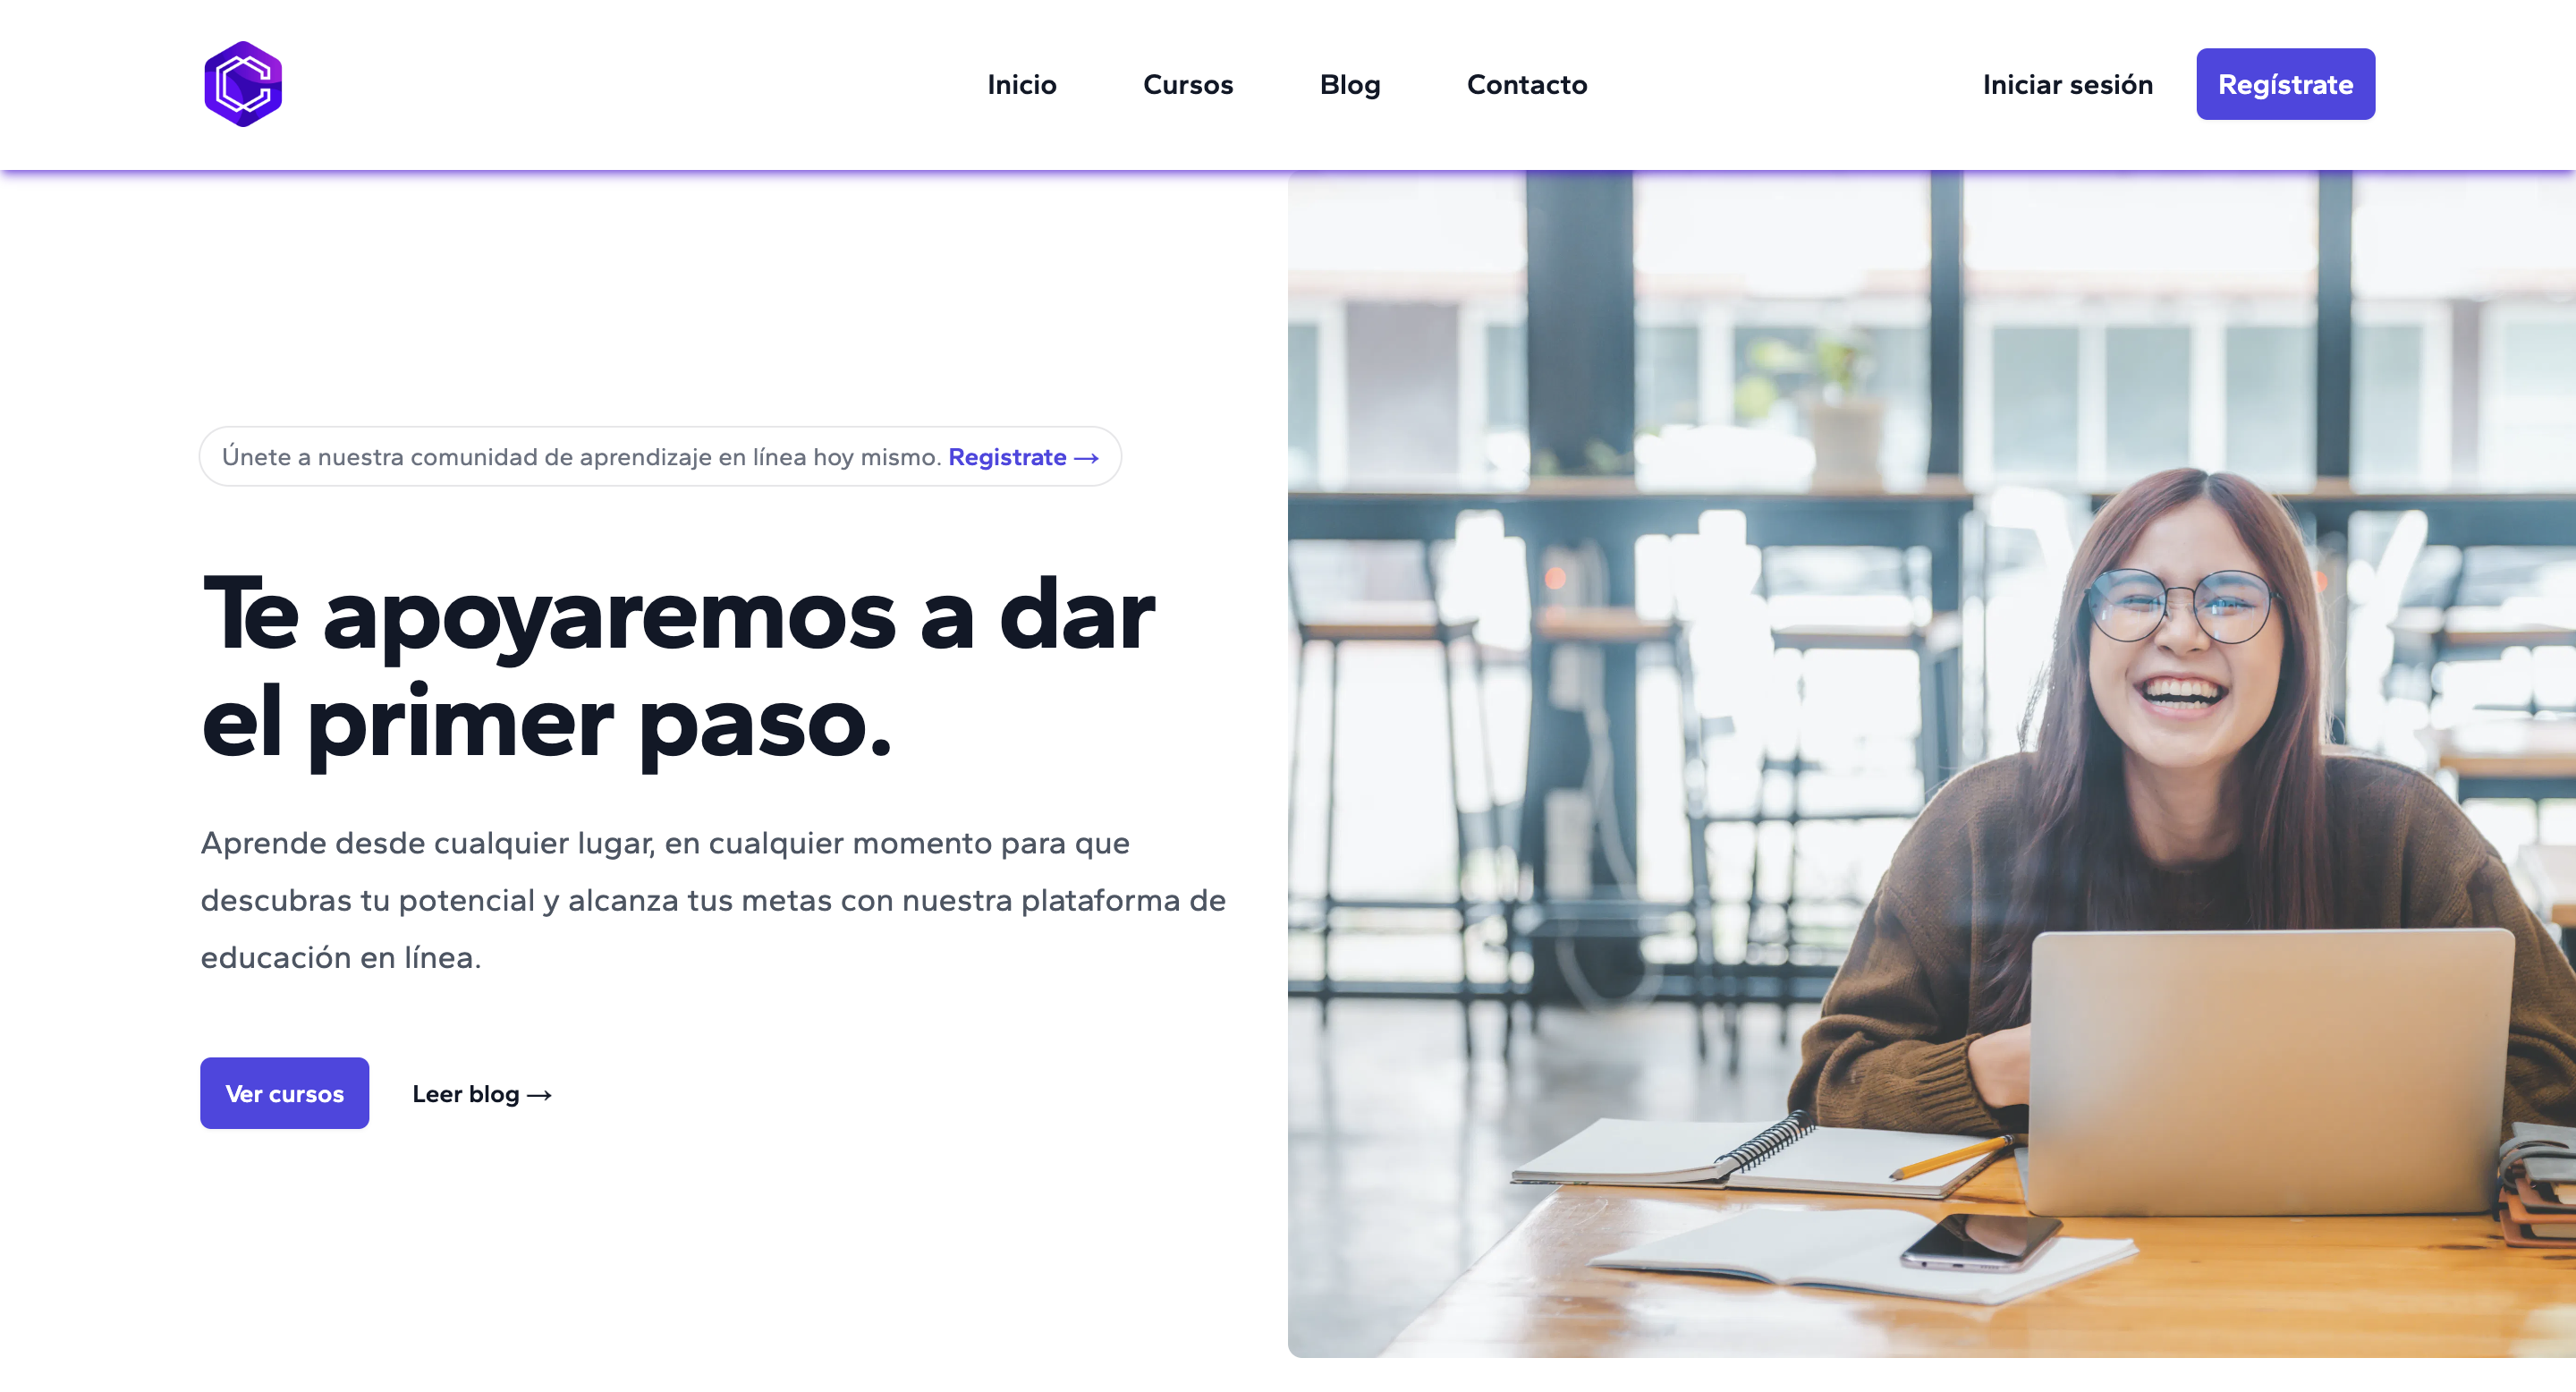 Inicio
Cursos
Blog
Contacto
Iniciar sesión
Regístrate
Únete a nuestra comunidad de aprendizaje en línea hoy mismo. Registrate →
Te apoyaremos a dar
el primer paso.
Aprende desde cualquier lugar, en cualquier momento para que
descubras tu potencial y alcanza tus metas con nuestra plataforma de
educación en línea.
Ver cursos
Leer blog →